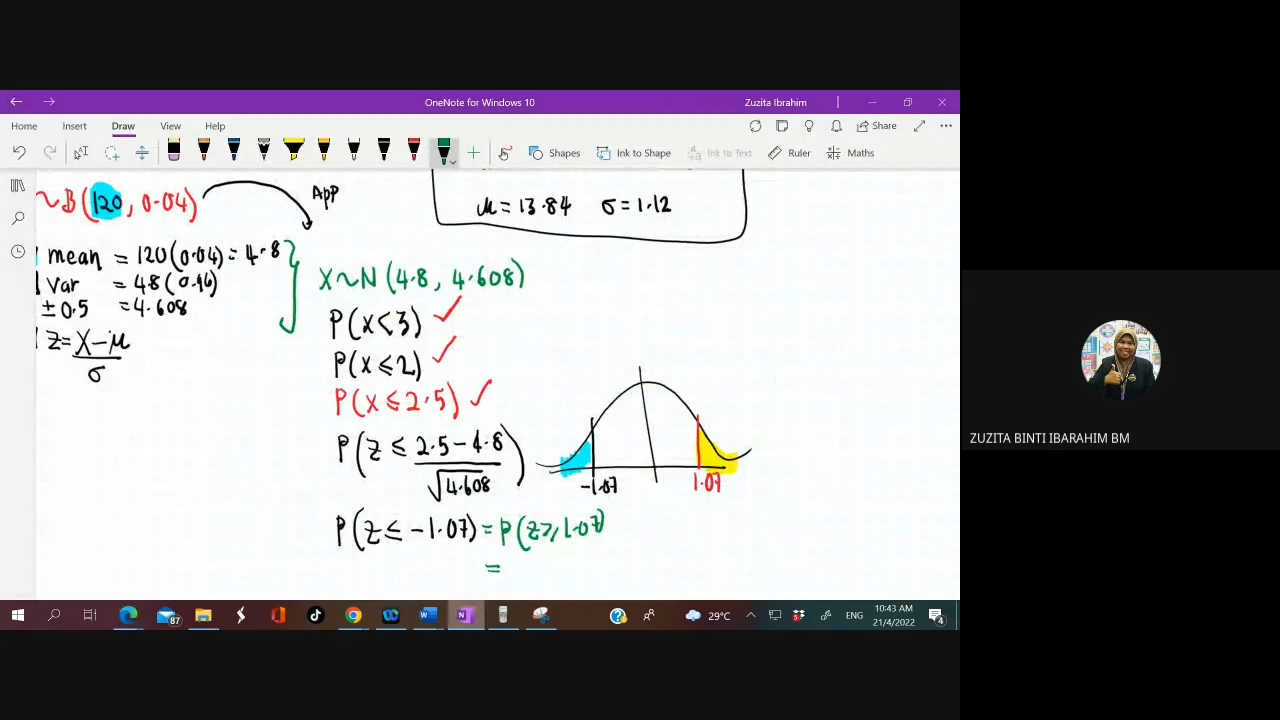 OneNote for Windows 10
Zuzita Ibrahim
Home Insert Draw View Help
Share
Shapes Ink to Shape Ink to Text Ruler Maths
~B(120, 0.04)
App
μ = 13.84 σ = 1.12
mean = 120(0.04) = 4.8
var = 4.8(0.96)
±0.5 = 4.608
z = X-μ
σ
X~N(4.8, 4.608)
P(X<3) ✓
P(X≤2) ✓
P(X≤2.5) ✓
P(Z ≤ 2.5-4.8)
√4.608
-1.07 1.07
P(Z ≤ -1.07) = P(Z≥1.07)
=
ZUZITA BINTI IBARAHIM BM
87
29°C
5
ENG
10:43 AM
21/4/2022
4